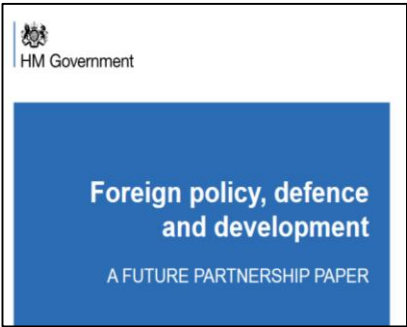 HM Government
Foreign policy, defence
and development
A FUTURE PARTNERSHIP PAPER